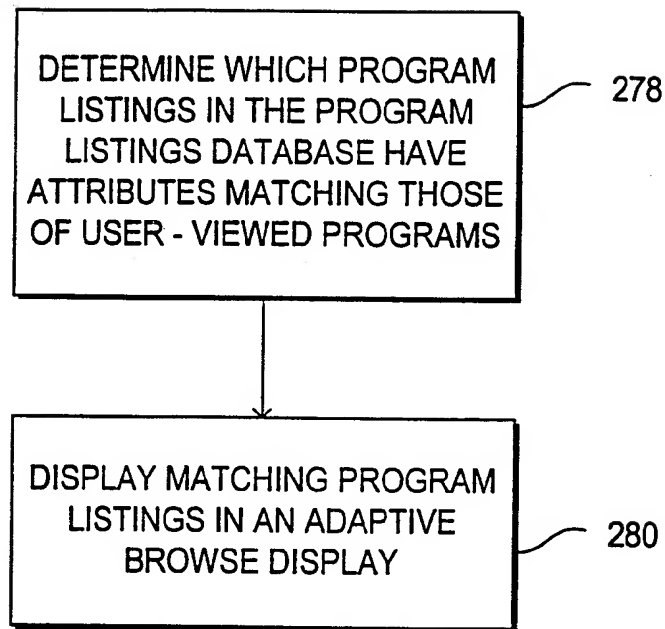 DETERMINE WHICH PROGRAM
LISTINGS IN THE PROGRAM
LISTINGS DATABASE HAVE
ATTRIBUTES MATCHING THOSE
OF USER - VIEWED PROGRAMS
278
DISPLAY MATCHING PROGRAM
LISTINGS IN AN ADAPTIVE
BROWSE DISPLAY
280